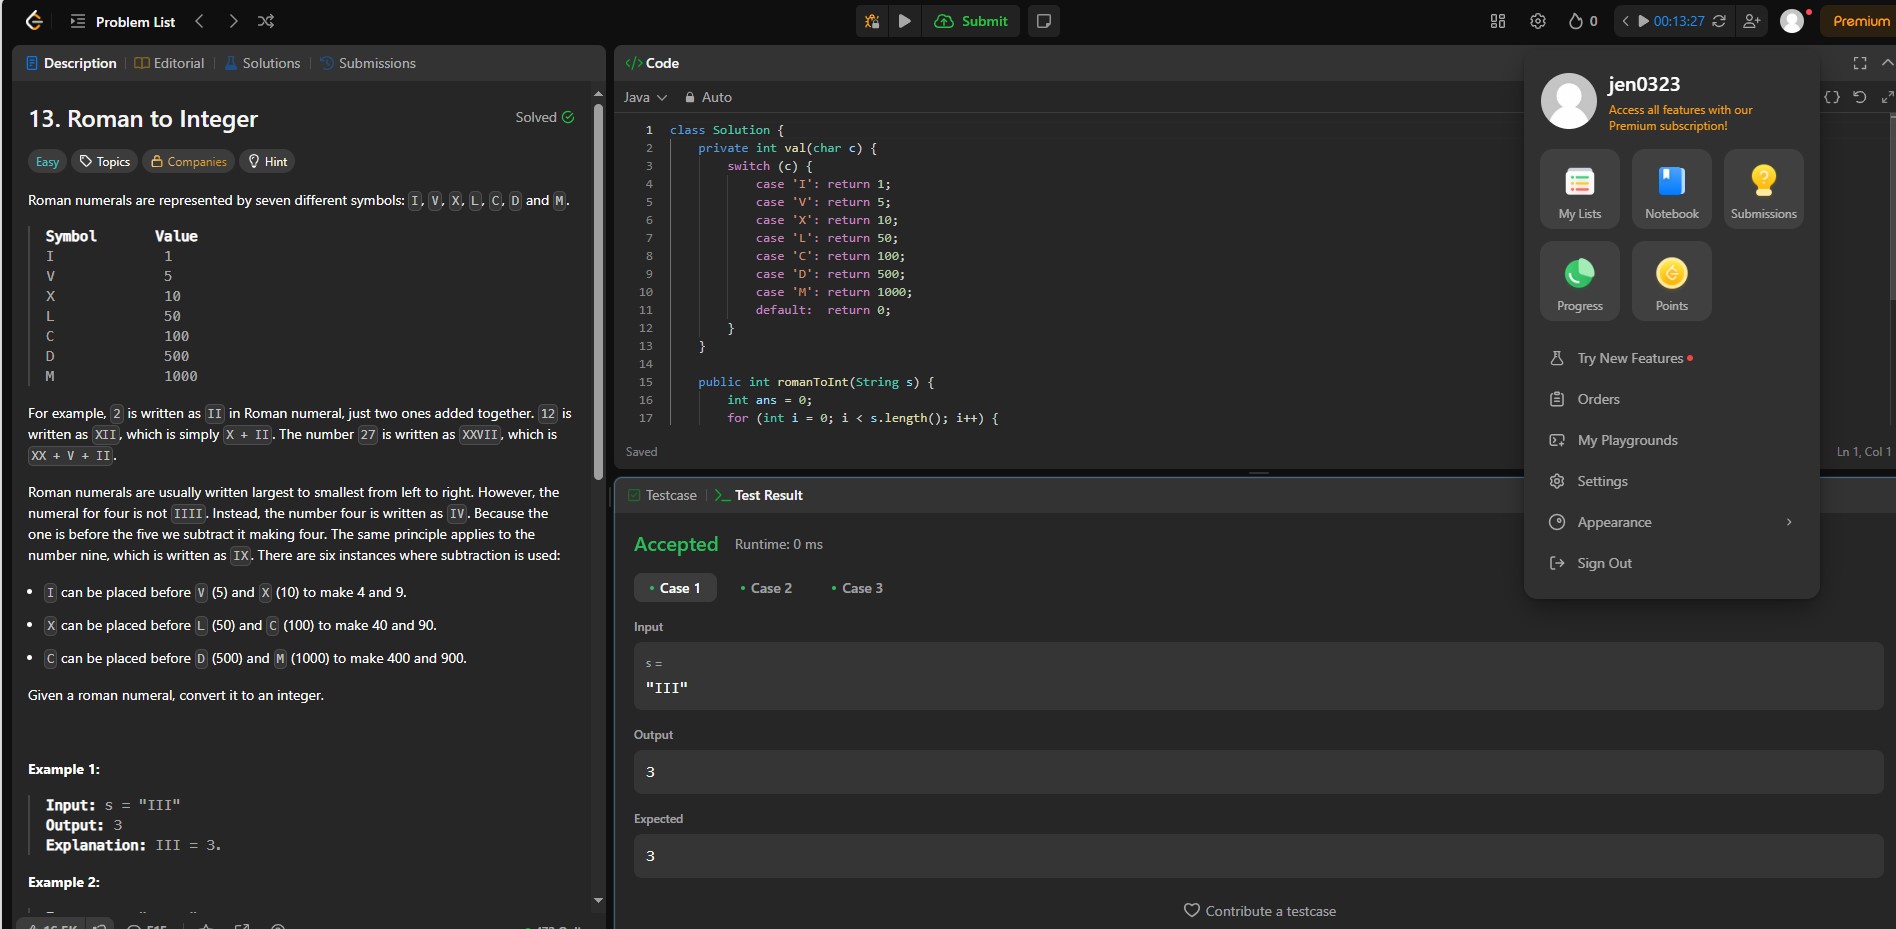 Problem List
Submit
0
00:13:27
Premium
Description
Editorial
Solutions
Submissions
13. Roman to Integer
Solved
Easy
Topics
Companies
Hint
Roman numerals are represented by seven different symbols: I, V, X, L, C, D and M.
Symbol Value
I 1
V 5
X 10
L 50
C 100
D 500
M 1000
For example, 2 is written as II in Roman numeral, just two ones added together. 12 is
written as XII, which is simply X + II. The number 27 is written as XXVII, which is
XX + V + II.
Roman numerals are usually written largest to smallest from left to right. However, the
numeral for four is not IIII. Instead, the number four is written as IV. Because the
one is before the five we subtract it making four. The same principle applies to the
number nine, which is written as IX. There are six instances where subtraction is used:
• I can be placed before V (5) and X (10) to make 4 and 9.
• X can be placed before L (50) and C (100) to make 40 and 90.
• C can be placed before D (500) and M (1000) to make 400 and 900.
Given a roman numeral, convert it to an integer.
Example 1:
Input: s = "III"
Output: 3
Explanation: III = 3.
Example 2:
</> Code
Java
Auto
1 class Solution {
2 private int val(char c) {
3 switch (c) {
4 case 'I': return 1;
5 case 'V': return 5;
6 case 'X': return 10;
7 case 'L': return 50;
8 case 'C': return 100;
9 case 'D': return 500;
10 case 'M': return 1000;
11 default: return 0;
12 }
13 }
14
15 public int romanToInt(String s) {
16 int ans = 0;
17 for (int i = 0; i < s.length(); i++) {
Saved
Ln 1, Col 1
Testcase
Test Result
Accepted
Runtime: 0 ms
• Case 1
• Case 2
• Case 3
Input
s =
"III"
Output
3
Expected
3
Contribute a testcase
jen0323
Access all features with our
Premium subscription!
My Lists
Notebook
Submissions
Progress
Points
Try New Features
Orders
My Playgrounds
Settings
Appearance
Sign Out